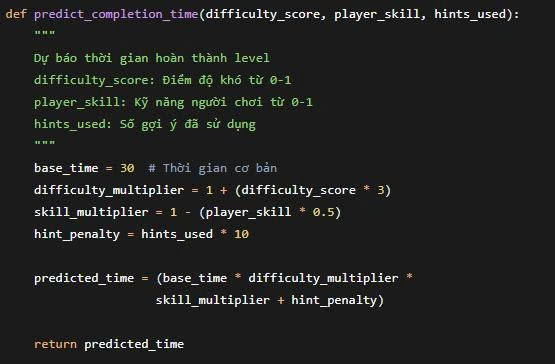 def predict_completion_time(difficulty_score, player_skill, hints_used):
    """
    Dự báo thời gian hoàn thành level
    difficulty_score: Điểm độ khó từ 0-1
    player_skill: Kỹ năng người chơi từ 0-1
    hints_used: Số gợi ý đã sử dụng
    """
    base_time = 30  # Thời gian cơ bản
    difficulty_multiplier = 1 + (difficulty_score * 3)
    skill_multiplier = 1 - (player_skill * 0.5)
    hint_penalty = hints_used * 10

    predicted_time = (base_time * difficulty_multiplier *
                     skill_multiplier + hint_penalty)

    return predicted_time